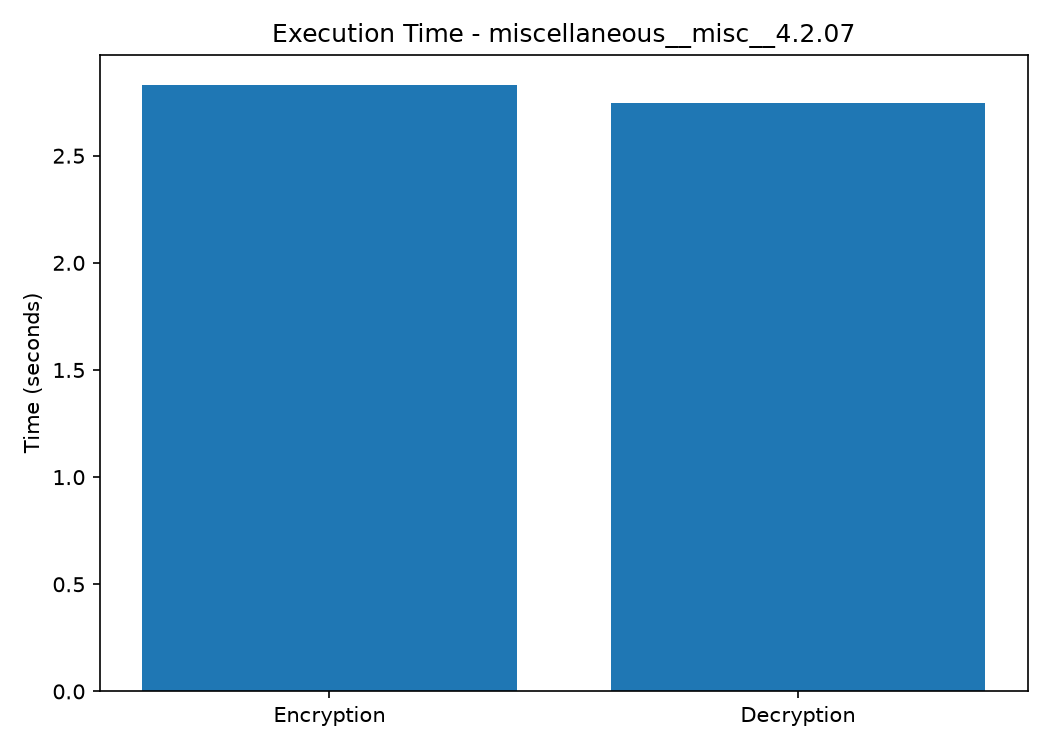 Execution Time - miscellaneous__misc__4.2.07
Time (seconds)
2.5
2.0
1.5
1.0
0.5
0.0
Encryption
Decryption